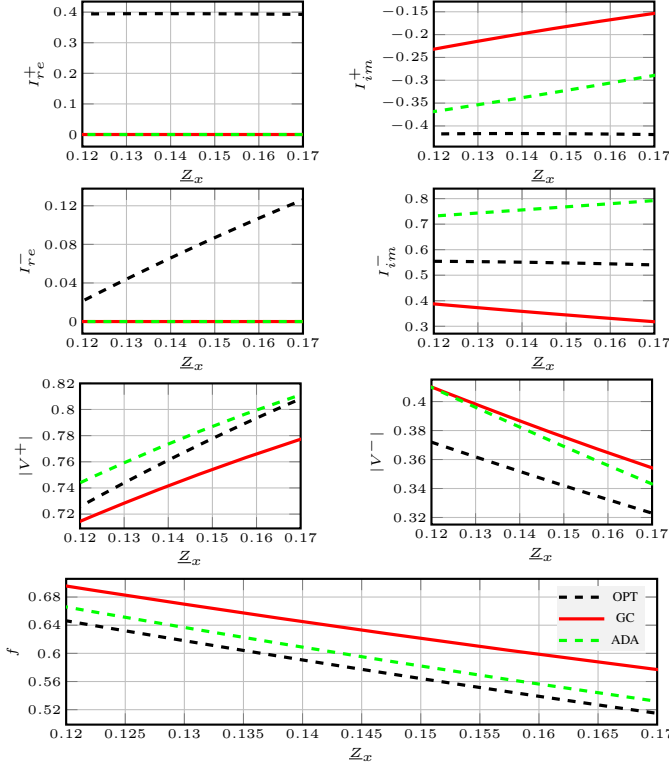 0.4
0.3
0.2
0.1
0
I⁺re
0.12 0.13 0.14 0.15 0.16 0.17
Z̲x
−0.15
−0.2
−0.25
−0.3
−0.35
−0.4
I⁺im
0.12 0.13 0.14 0.15 0.16 0.17
Z̲x
0.12
0.08
0.04
0
I⁻re
0.12 0.13 0.14 0.15 0.16 0.17
Z̲x
0.8
0.7
0.6
0.5
0.4
0.3
I⁻im
0.12 0.13 0.14 0.15 0.16 0.17
Z̲x
0.82
0.8
0.78
0.76
0.74
0.72
|V⁺|
0.12 0.13 0.14 0.15 0.16 0.17
Z̲x
0.4
0.38
0.36
0.34
0.32
|V⁻|
0.12 0.13 0.14 0.15 0.16 0.17
Z̲x
0.68
0.64
0.6
0.56
0.52
f
OPT
GC
ADA
0.12 0.125 0.13 0.135 0.14 0.145 0.15 0.155 0.16 0.165 0.17
Z̲x